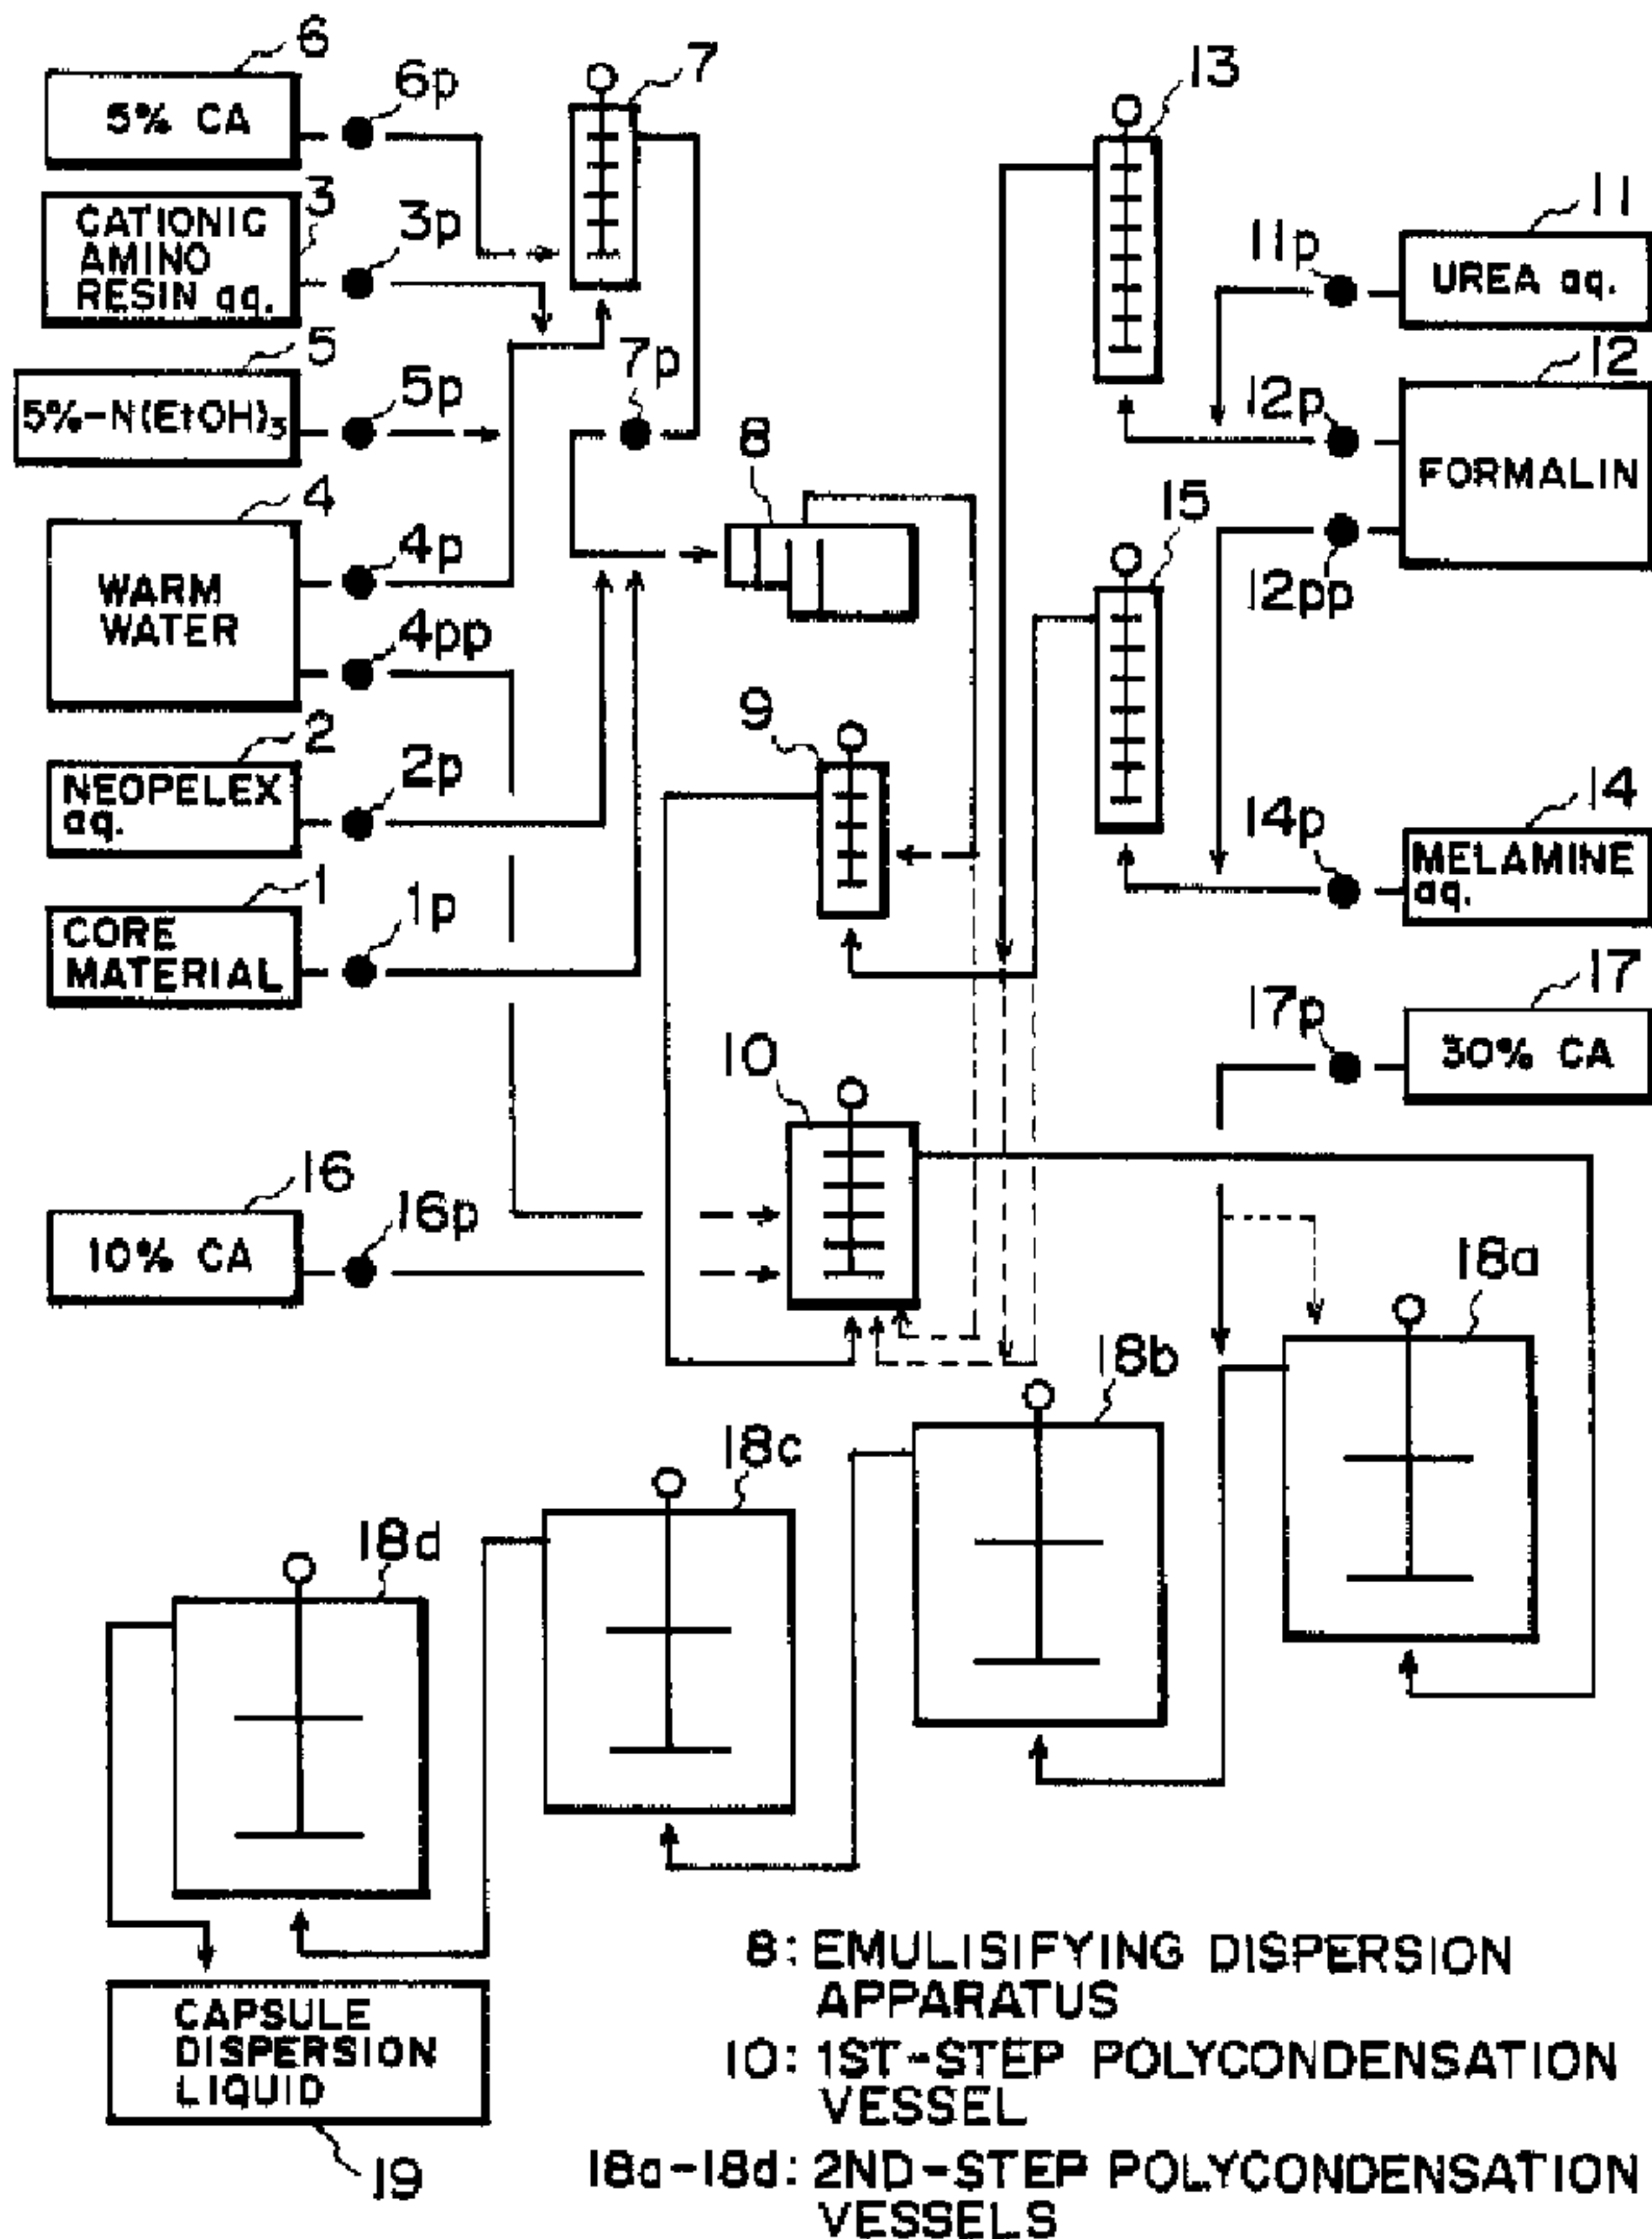 6
5% CA
6p
7
13
3
CATIONIC
AMINO
RESIN aq.
3p
11
11p
UREA aq.
5
5%-N(EtOH)3
5p
7p
12
12p
FORMALIN
12pp
8
15
4
WARM
WATER
4p
4pp
2
NEOPELEX
aq.
2p
9
14
14p
MELAMINE
aq.
1
CORE
MATERIAL
1p
17
17p
30% CA
10
16
10% CA
16p
18a
18b
18c
18d
CAPSULE
DISPERSION
LIQUID
19
8: EMULISIFYING DISPERSION
APPARATUS
10: 1ST-STEP POLYCONDENSATION
VESSEL
18a-18d: 2ND-STEP POLYCONDENSATION
VESSELS